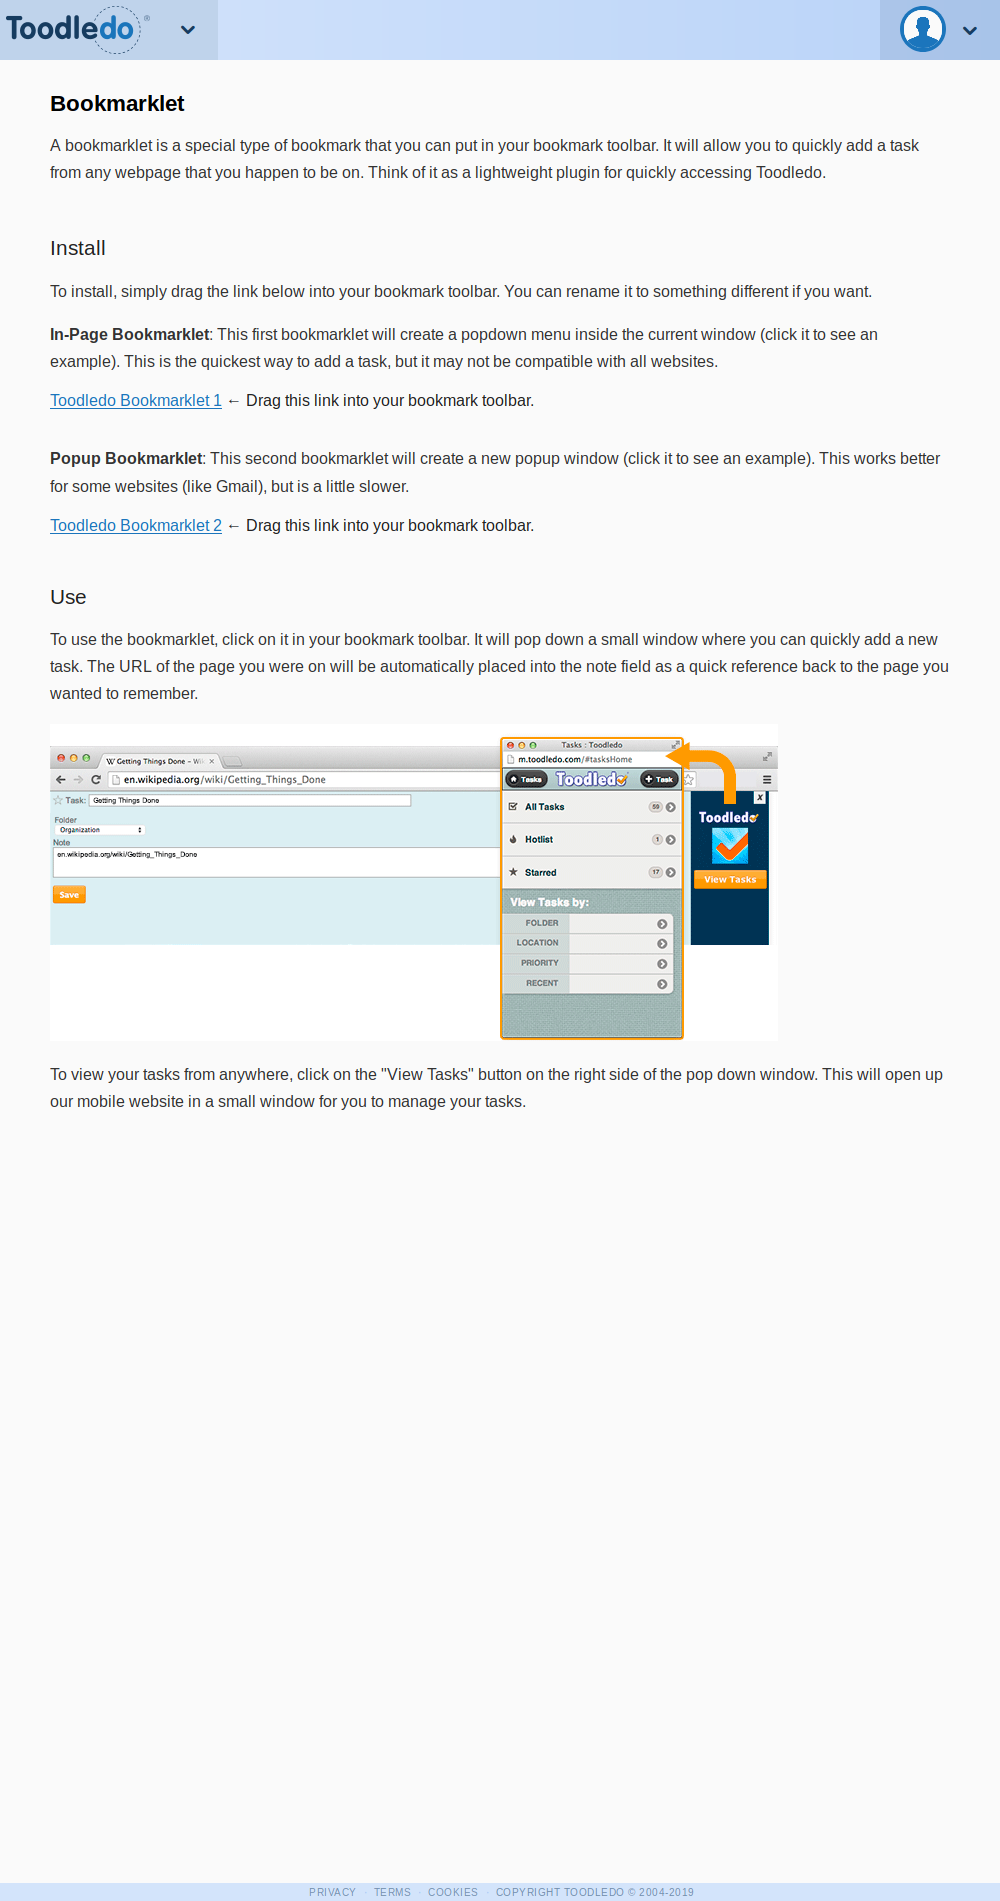 Toodledo ®
Bookmarklet
A bookmarklet is a special type of bookmark that you can put in your bookmark toolbar. It will allow you to quickly add a task
from any webpage that you happen to be on. Think of it as a lightweight plugin for quickly accessing Toodledo.
Install
To install, simply drag the link below into your bookmark toolbar. You can rename it to something different if you want.
In-Page Bookmarklet: This first bookmarklet will create a popdown menu inside the current window (click it to see an
example). This is the quickest way to add a task, but it may not be compatible with all websites.
Toodledo Bookmarklet 1 ← Drag this link into your bookmark toolbar.
Popup Bookmarklet: This second bookmarklet will create a new popup window (click it to see an example). This works better
for some websites (like Gmail), but is a little slower.
Toodledo Bookmarklet 2 ← Drag this link into your bookmark toolbar.
Use
To use the bookmarklet, click on it in your bookmark toolbar. It will pop down a small window where you can quickly add a new
task. The URL of the page you were on will be automatically placed into the note field as a quick reference back to the page you
wanted to remember.
W Getting Things Done - Wi ×
en.wikipedia.org/wiki/Getting_Things_Done
Task: Getting Things Done
Folder
Organization
Note
en.wikipedia.org/wiki/Getting_Things_Done
Save
Tasks : Toodledo
m.toodledo.com/#tasksHome
Tasks Toodledo + Task
All Tasks 59
Hotlist 1
Starred 17
View Tasks by:
FOLDER
LOCATION
PRIORITY
RECENT
X
Toodledo
View Tasks
To view your tasks from anywhere, click on the "View Tasks" button on the right side of the pop down window. This will open up
our mobile website in a small window for you to manage your tasks.
PRIVACY · TERMS · COOKIES · COPYRIGHT TOODLEDO © 2004-2019